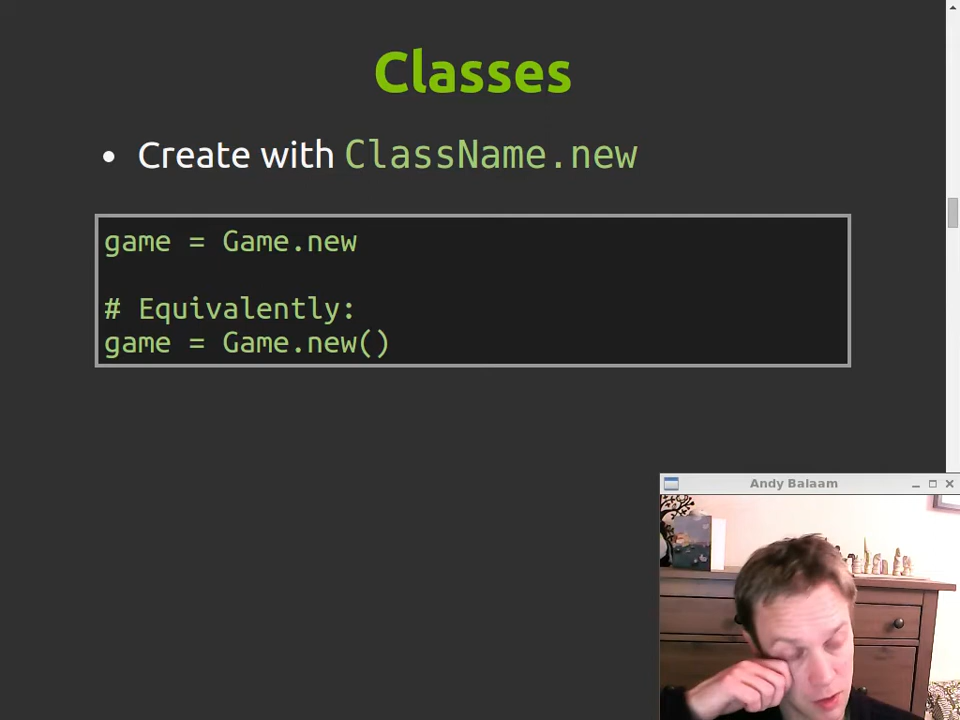 Classes
• Create with ClassName.new
game = Game.new
# Equivalently:
game = Game.new()
Andy Balaam